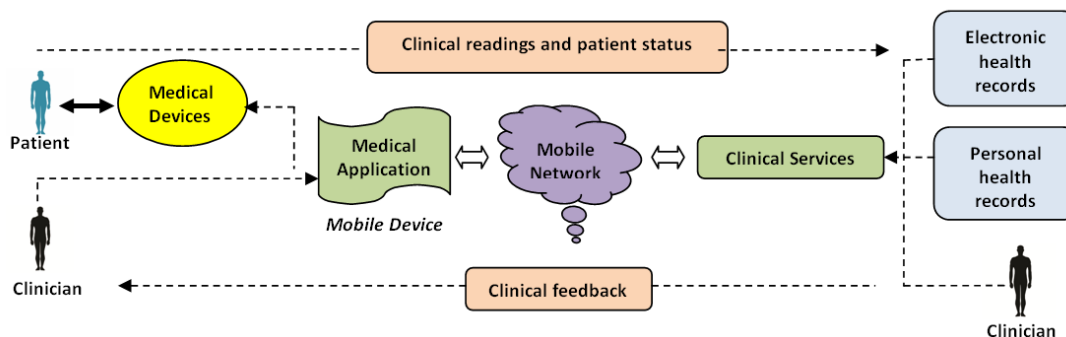 Clinical readings and patient status
Electronic
health
records
Medical
Devices
Patient
Medical
Application
Mobile
Network
Clinical Services
Personal
health
records
Mobile Device
Clinician
Clinical feedback
Clinician